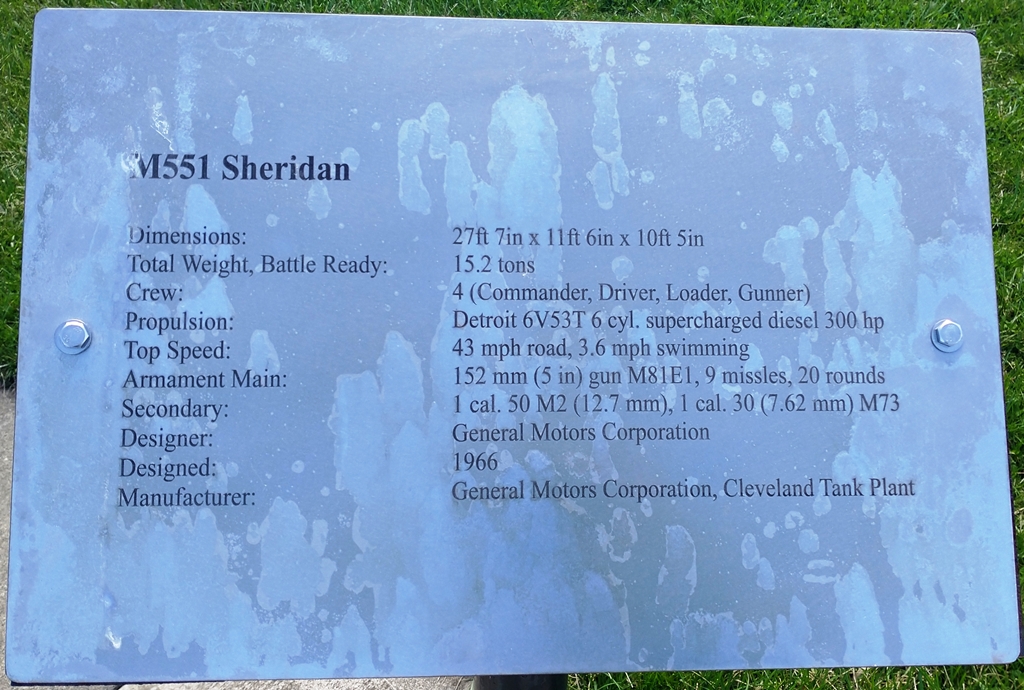 M551 Sheridan
Dimensions: 27ft 7in x 11ft 6in x 10ft 5in
Total Weight, Battle Ready: 15.2 tons
Crew: 4 (Commander, Driver, Loader, Gunner)
Propulsion: Detroit 6V53T 6 cyl. supercharged diesel 300 hp
Top Speed: 43 mph road, 3.6 mph swimming
Armament Main: 152 mm (5 in) gun M81E1, 9 missles, 20 rounds
Secondary: 1 cal. 50 M2 (12.7 mm), 1 cal. 30 (7.62 mm) M73
Designer: General Motors Corporation
Designed: 1966
Manufacturer: General Motors Corporation, Cleveland Tank Plant